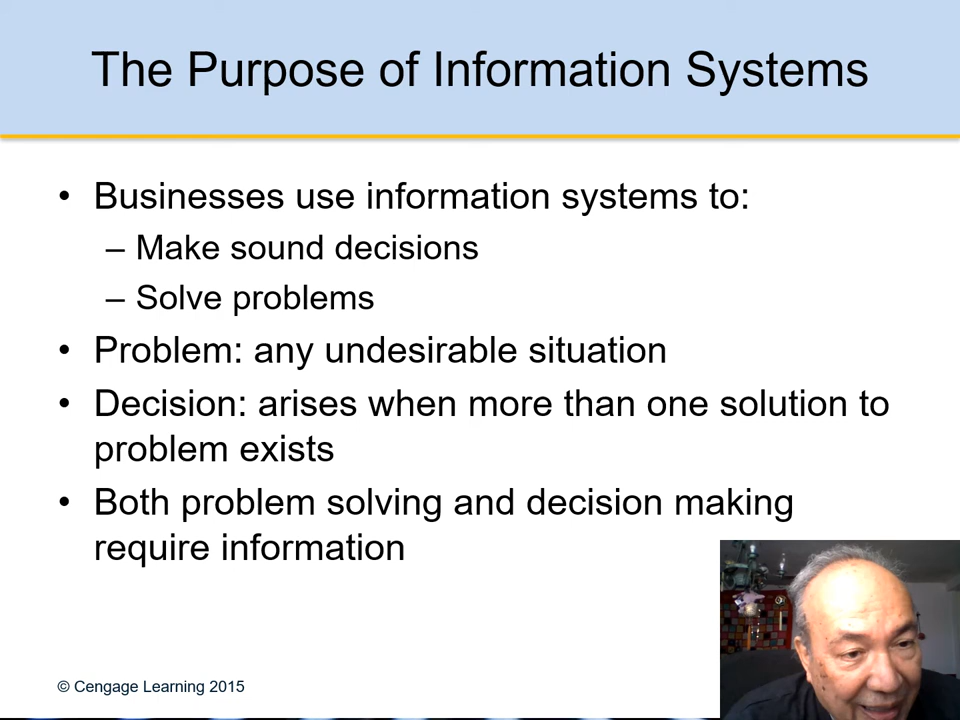 The Purpose of Information Systems
• Businesses use information systems to:
– Make sound decisions
– Solve problems
• Problem: any undesirable situation
• Decision: arises when more than one solution to
problem exists
• Both problem solving and decision making
require information
© Cengage Learning 2015